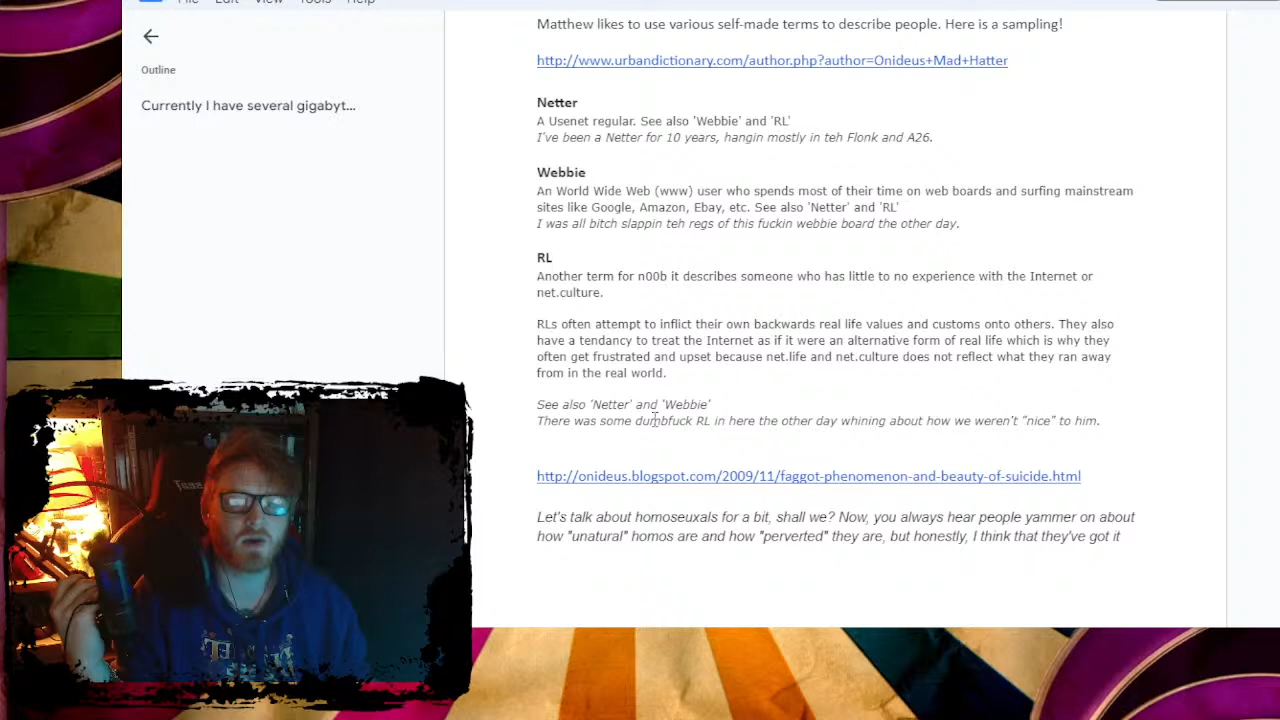 File Edit View Tools Help
Outline
Currently I have several gigabyt...
Matthew likes to use various self-made terms to describe people. Here is a sampling!
http://www.urbandictionary.com/author.php?author=Onideus+Mad+Hatter
Netter
A Usenet regular. See also 'Webbie' and 'RL'
I've been a Netter for 10 years, hangin mostly in teh Flonk and A26.
Webbie
An World Wide Web (www) user who spends most of their time on web boards and surfing mainstream
sites like Google, Amazon, Ebay, etc. See also 'Netter' and 'RL'
I was all bitch slappin teh regs of this fuckin webbie board the other day.
RL
Another term for n00b it describes someone who has little to no experience with the Internet or
net.culture.
RLs often attempt to inflict their own backwards real life values and customs onto others. They also
have a tendancy to treat the Internet as if it were an alternative form of real life which is why they
often get frustrated and upset because net.life and net.culture does not reflect what they ran away
from in the real world.
See also 'Netter' and 'Webbie'
There was some dumbfuck RL in here the other day whining about how we weren't "nice" to him.
http://onideus.blogspot.com/2009/11/faggot-phenomenon-and-beauty-of-suicide.html
Let's talk about homoseuxals for a bit, shall we? Now, you always hear people yammer on about
how "unatural" homos are and how "perverted" they are, but honestly, I think that they've got it